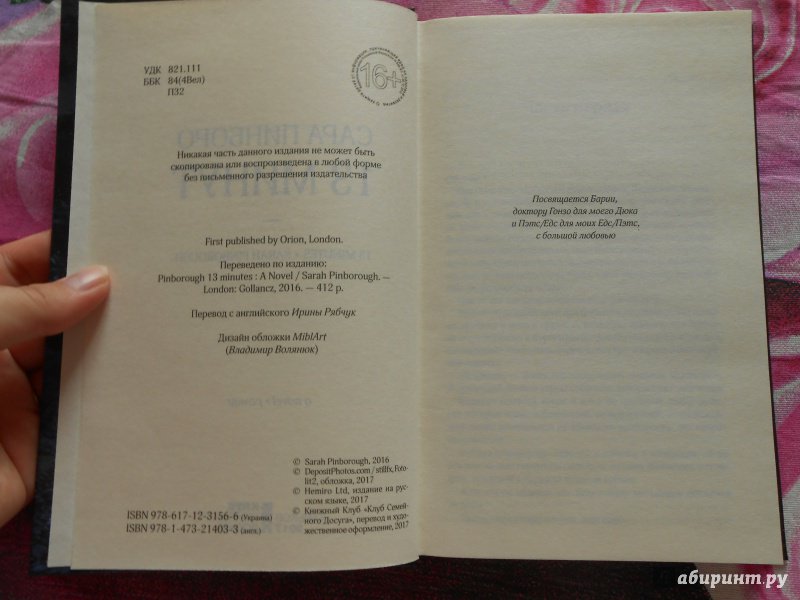 УДК 821.111
ББК 84(4Вел)
П32
16+
Никакая часть данного издания не может быть
скопирована или воспроизведена в любой форме
без письменного разрешения издательства
First published by Orion, London.
Переведено по изданию:
Pinborough 13 minutes : A Novel / Sarah Pinborough. —
London: Gollancz, 2016. — 412 p.
Перевод с английского Ирины Рябчук
Дизайн обложки MiblArt
(Владимир Волянюк)
© Sarah Pinborough, 2016
© DepositPhotos.com / stillfx, Foto-
lit2, обложка, 2017
© Hemiro Ltd, издание на рус-
ском языке, 2017
© Книжный Клуб «Клуб Семей-
ного Досуга», перевод и худо-
жественное оформление, 2017
ISBN 978-617-12-3156-6 (Украина)
ISBN 978-1-473-21403-3 (англ.)
Посвящается Барии,
доктору Гонзо для моего Дюка
и Пэтс/Едс для моих Едс/Пэтс,
с большой любовью
абиринт.ру